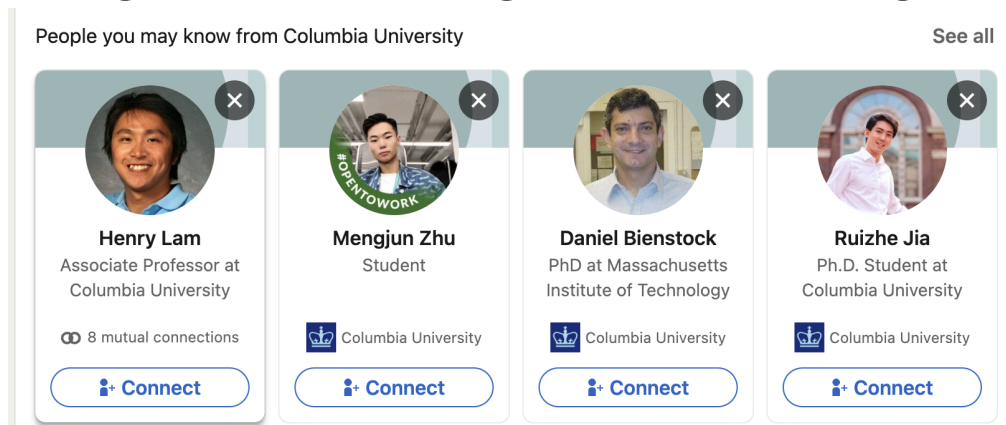 People you may know from Columbia University
See all
Henry Lam
Associate Professor at
Columbia University
8 mutual connections
Connect
#OPENTOWORK
Mengjun Zhu
Student
Columbia University
Connect
Daniel Bienstock
PhD at Massachusetts
Institute of Technology
Columbia University
Connect
Ruizhe Jia
Ph.D. Student at
Columbia University
Columbia University
Connect